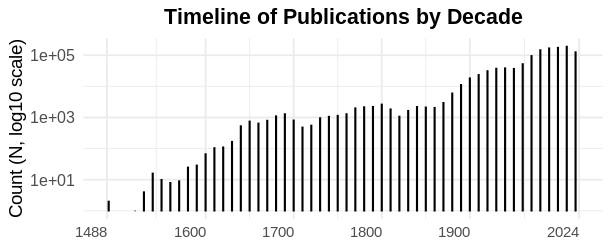 Timeline of Publications by Decade
Count (N, log10 scale)
1e+05
1e+03
1e+01
1488 1600 1700 1800 1900 2024